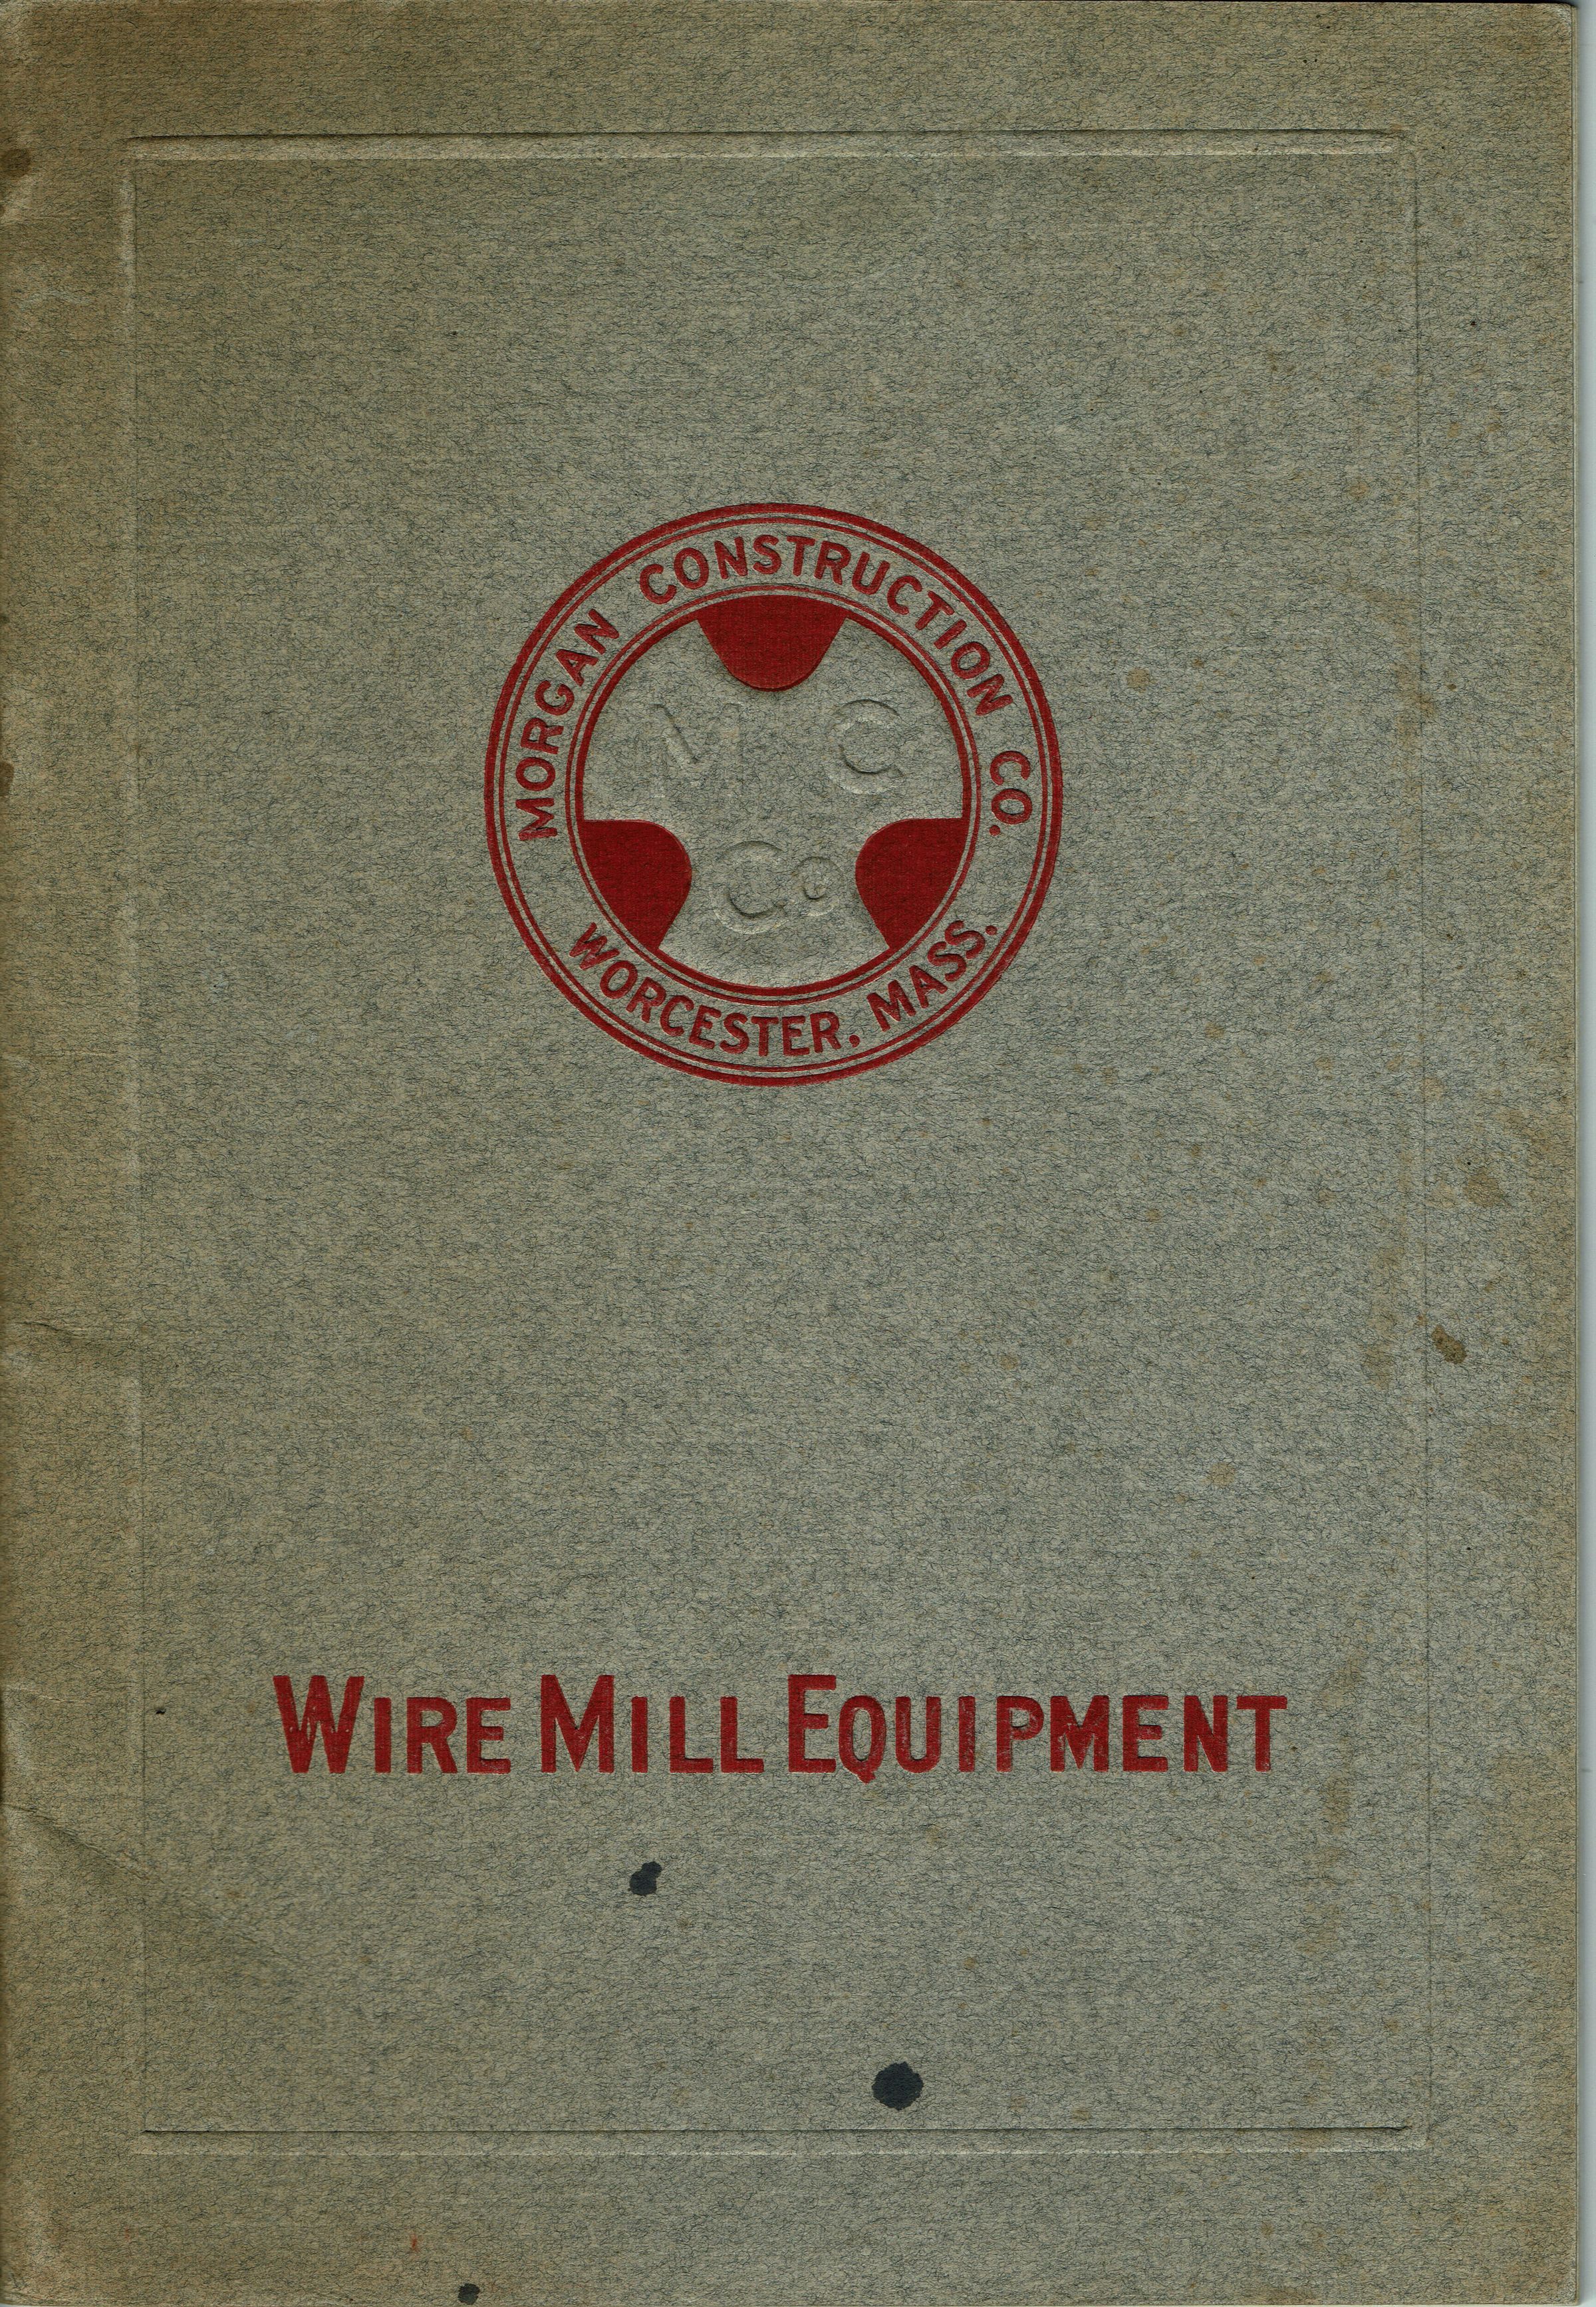 MORGAN CONSTRUCTION CO.
M C
Co
WORCESTER. MASS.
WIRE MILL EQUIPMENT